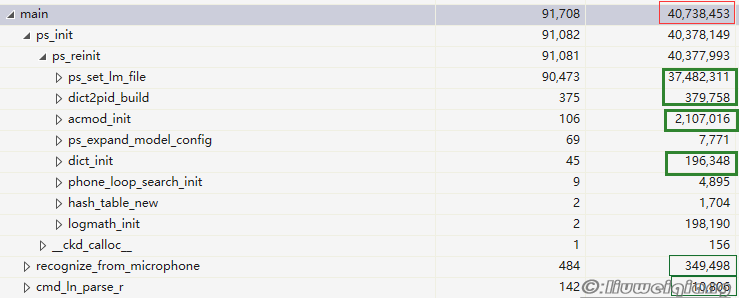 main 91,708 40,738,453
ps_init 91,082 40,378,149
ps_reinit 91,081 40,377,993
ps_set_lm_file 90,473 37,482,311
dict2pid_build 375 379,758
acmod_init 106 2,107,016
ps_expand_model_config 69 7,771
dict_init 45 196,348
phone_loop_search_init 9 4,895
hash_table_new 2 1,704
logmath_init 2 198,190
__ckd_calloc__ 1 156
recognize_from_microphone 484 349,498
cmd_ln_parse_r 142 10,806